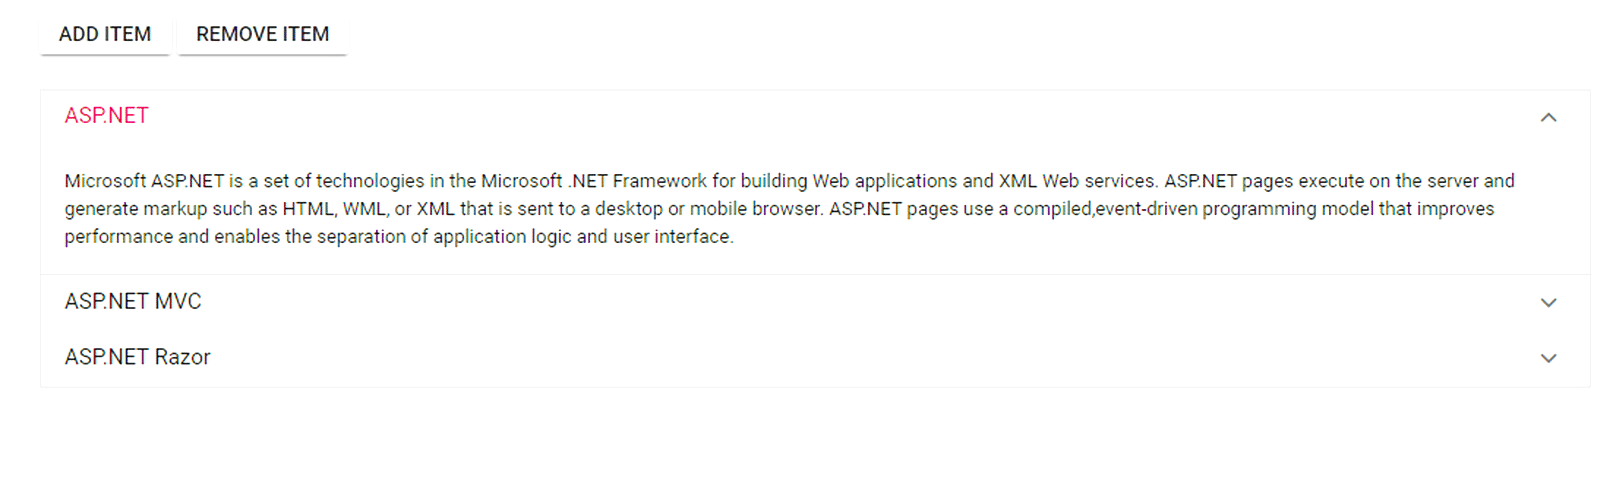 ADD ITEM REMOVE ITEM
ASP.NET
Microsoft ASP.NET is a set of technologies in the Microsoft .NET Framework for building Web applications and XML Web services. ASP.NET pages execute on the server and
generate markup such as HTML, WML, or XML that is sent to a desktop or mobile browser. ASP.NET pages use a compiled,event-driven programming model that improves
performance and enables the separation of application logic and user interface.
ASP.NET MVC
ASP.NET Razor